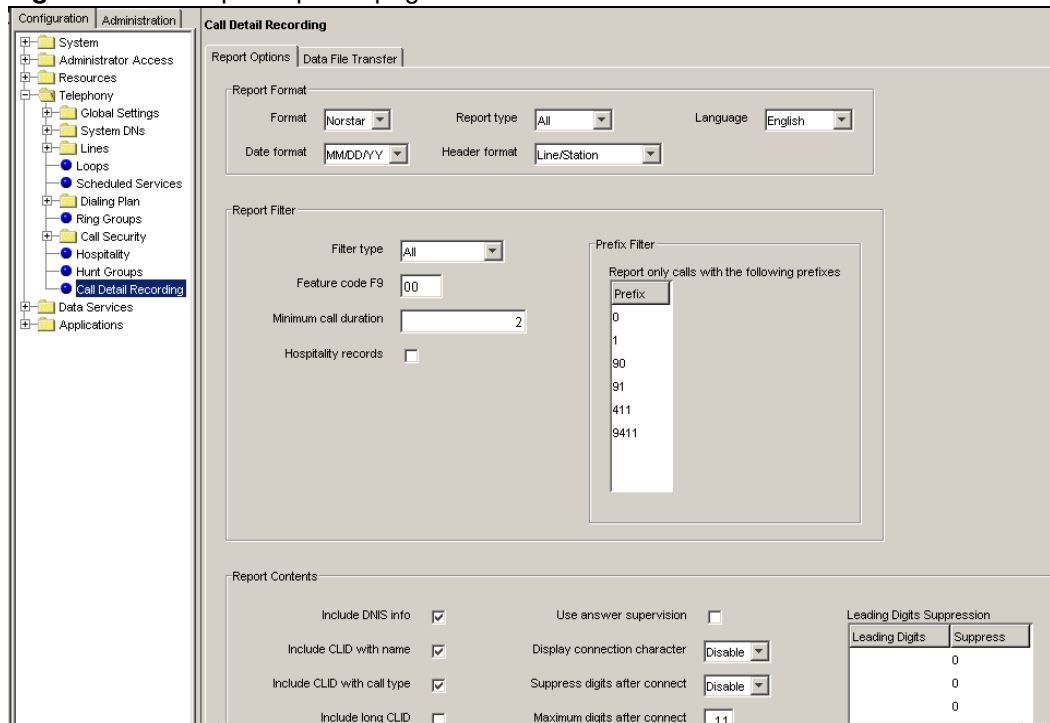 Configuration Administration
System
Administrator Access
Resources
Telephony
Global Settings
System DNs
Lines
Loops
Scheduled Services
Dialing Plan
Ring Groups
Call Security
Hospitality
Hunt Groups
Call Detail Recording
Data Services
Applications
Call Detail Recording
Report Options Data File Transfer
Report Format
Format Norstar Report type All Language English
Date format MM/DD/YY Header format Line/Station
Report Filter
Filter type All
Feature code F9 00
Minimum call duration 2
Hospitality records
Prefix Filter
Report only calls with the following prefixes
Prefix
0
1
90
91
411
9411
Report Contents
Include DNIS info
Include CLID with name
Include CLID with call type
Include long CLID
Use answer supervision
Display connection character Disable
Suppress digits after connect Disable
Maximum digits after connect 11
Leading Digits Suppression
Leading Digits Suppress
0
0
0